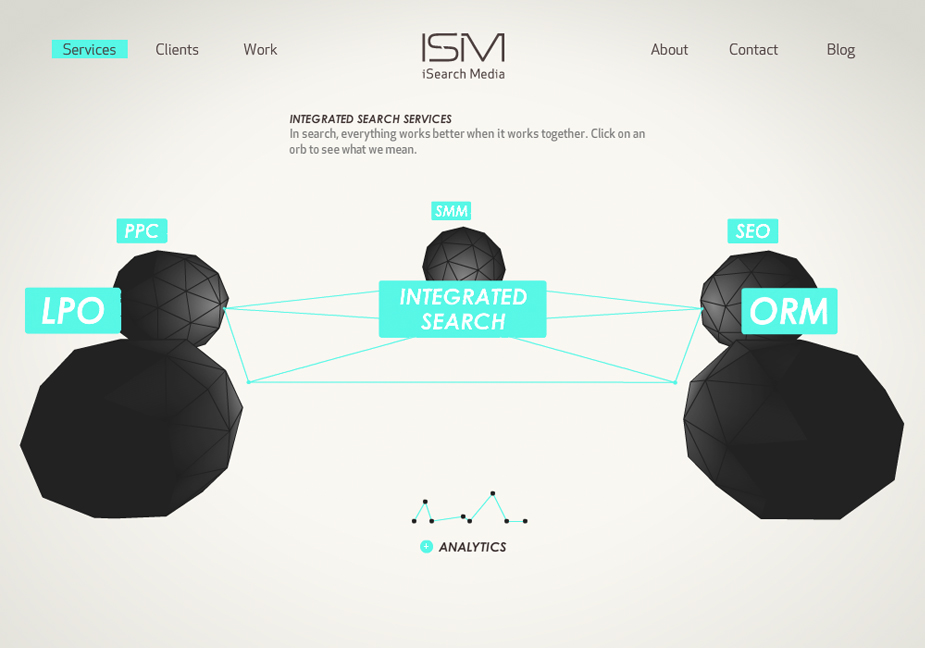 Services
Clients
Work
ISM
iSearch Media
About
Contact
Blog
INTEGRATED SEARCH SERVICES
In search, everything works better when it works together. Click on an
orb to see what we mean.
SMM
PPC
SEO
LPO
INTEGRATED
SEARCH
ORM
+ ANALYTICS